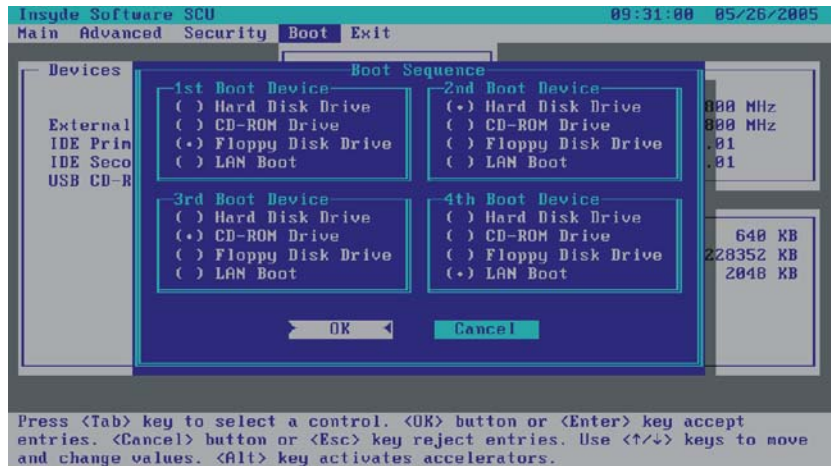 Insyde Software SCU 09:31:00 05/26/2005
Main Advanced Security Boot Exit
Devices
Boot Sequence
1st Boot Device
( ) Hard Disk Drive
( ) CD-ROM Drive
(•) Floppy Disk Drive
( ) LAN Boot
2nd Boot Device
(•) Hard Disk Drive
( ) CD-ROM Drive
( ) Floppy Disk Drive
( ) LAN Boot
3rd Boot Device
( ) Hard Disk Drive
(•) CD-ROM Drive
( ) Floppy Disk Drive
( ) LAN Boot
4th Boot Device
( ) Hard Disk Drive
( ) CD-ROM Drive
( ) Floppy Disk Drive
(•) LAN Boot
External
IDE Prim
IDE Seco
USB CD-R
800 MHz
800 MHz
.01
.01
640 KB
228352 KB
2048 KB
OK Cancel
Press <Tab> key to select a control. <OK> button or <Enter> key accept
entries. <Cancel> button or <Esc> key reject entries. Use <↑/↓> keys to move
and change values. <Alt> key activates accelerators.